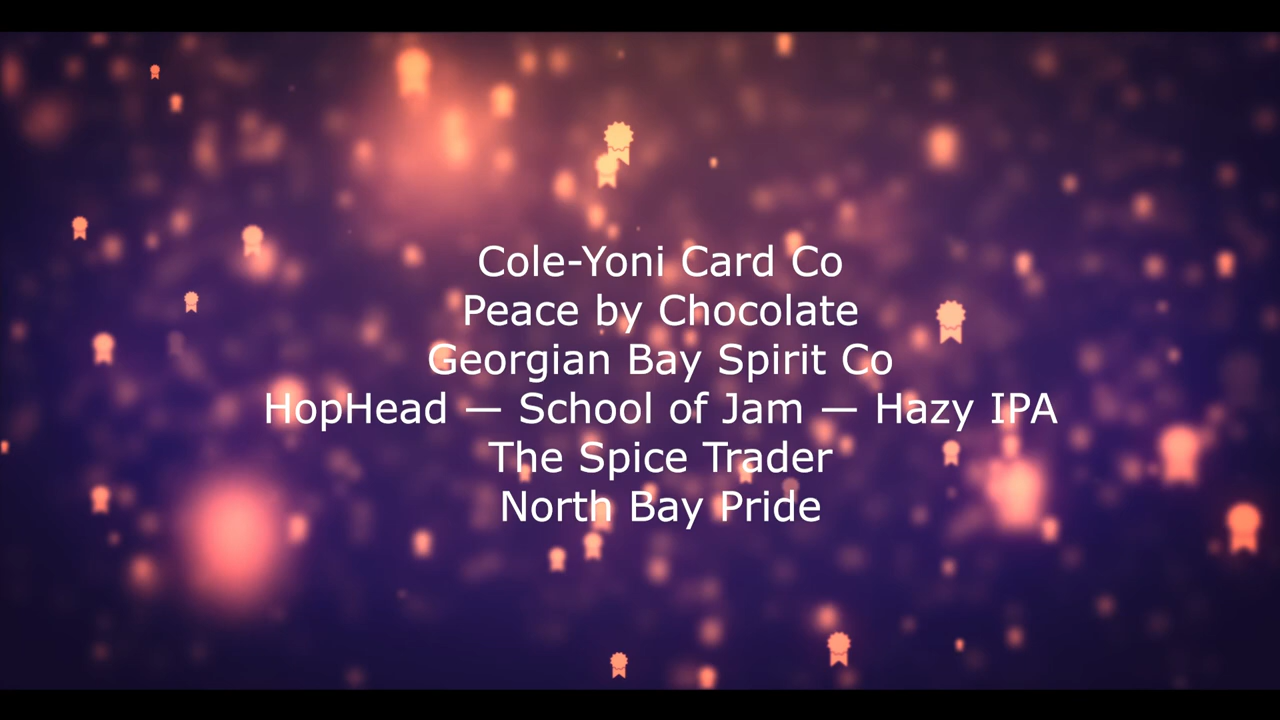 Cole-Yoni Card Co
Peace by Chocolate
Georgian Bay Spirit Co
HopHead — School of Jam — Hazy IPA
The Spice Trader
North Bay Pride